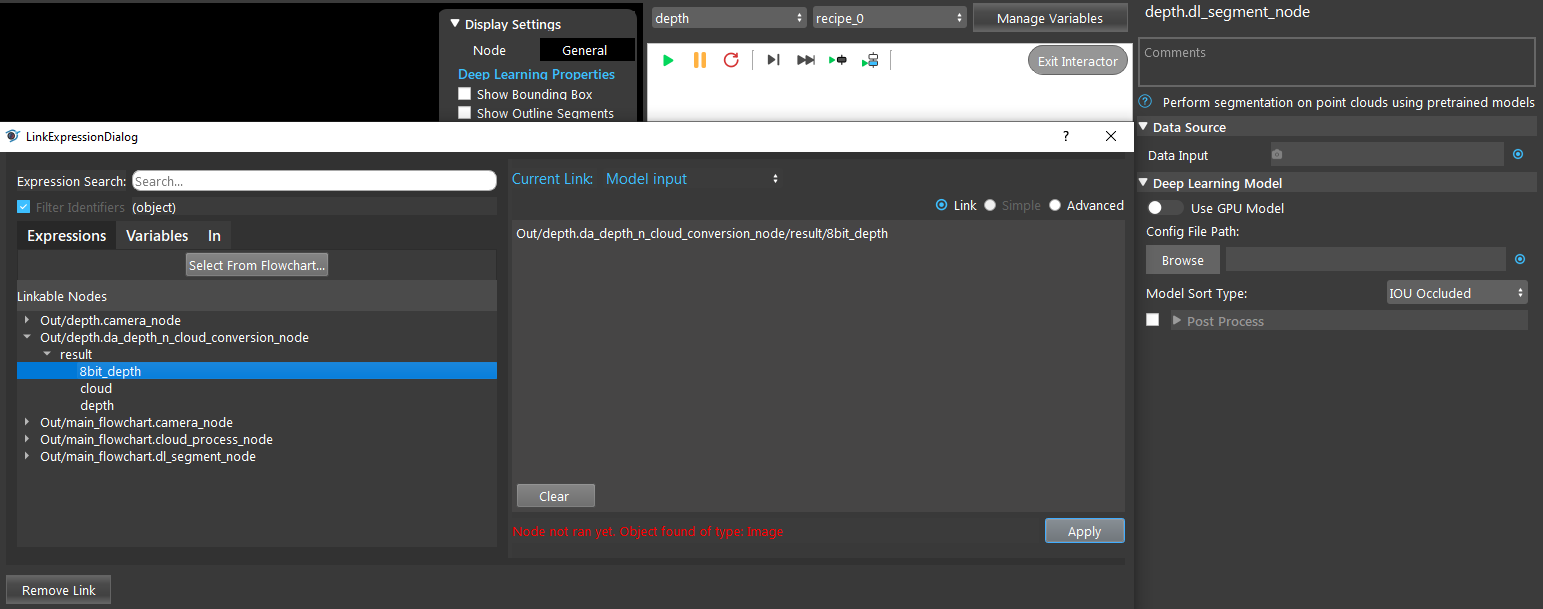 Display Settings
Node
General
Deep Learning Properties
Show Bounding Box
Show Outline Segments
depth
recipe_0
Manage Variables
Exit Interactor
depth.dl_segment_node
Comments
Perform segmentation on point clouds using pretrained models
Data Source
Data Input
Deep Learning Model
Use GPU Model
Config File Path:
Browse
Model Sort Type:
IOU Occluded
Post Process
LinkExpressionDialog
?
Expression Search:
Search...
Filter Identifiers
(object)
Expressions
Variables
In
Select From Flowchart...
Linkable Nodes
Out/depth.camera_node
Out/depth.da_depth_n_cloud_conversion_node
result
8bit_depth
cloud
depth
Out/main_flowchart.camera_node
Out/main_flowchart.cloud_process_node
Out/main_flowchart.dl_segment_node
Current Link:
Model input
Link
Simple
Advanced
Out/depth.da_depth_n_cloud_conversion_node/result/8bit_depth
Clear
Node not ran yet. Object found of type: Image
Apply
Remove Link